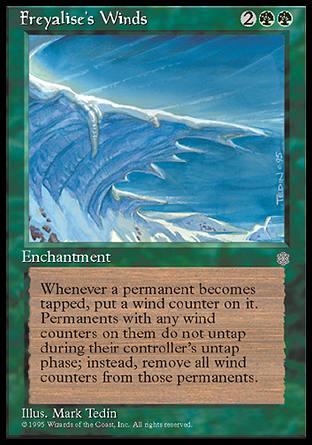 Freyalise's Winds 2
TEDIN ©95
Enchantment
Whenever a permanent becomes
tapped, put a wind counter on it.
Permanents with any wind
counters on them do not untap
during their controller's untap
phase; instead, remove all wind
counters from those permanents.
Illus. Mark Tedin
©1995 Wizards of the Coast, Inc. All rights reserved.